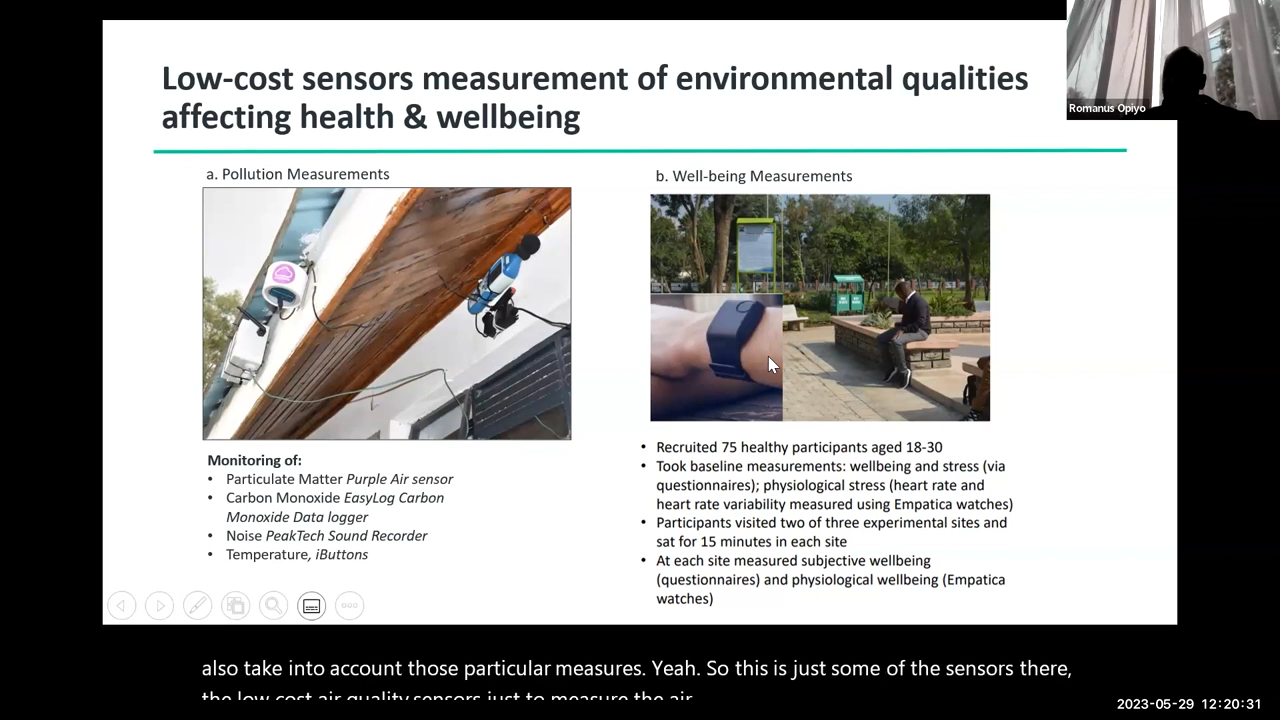 Low-cost sensors measurement of environmental qualities
affecting health & wellbeing
Romanus Opiyo
a. Pollution Measurements
Monitoring of:
• Particulate Matter Purple Air sensor
• Carbon Monoxide EasyLog Carbon
Monoxide Data logger
• Noise PeakTech Sound Recorder
• Temperature, iButtons
b. Well-being Measurements
• Recruited 75 healthy participants aged 18-30
• Took baseline measurements: wellbeing and stress (via
questionnaires); physiological stress (heart rate and
heart rate variability measured using Empatica watches)
• Participants visited two of three experimental sites and
sat for 15 minutes in each site
• At each site measured subjective wellbeing
(questionnaires) and physiological wellbeing (Empatica
watches)
also take into account those particular measures. Yeah. So this is just some of the sensors there,
the low cost air quality sensors just to measure the air
2023-05-29 12:20:31